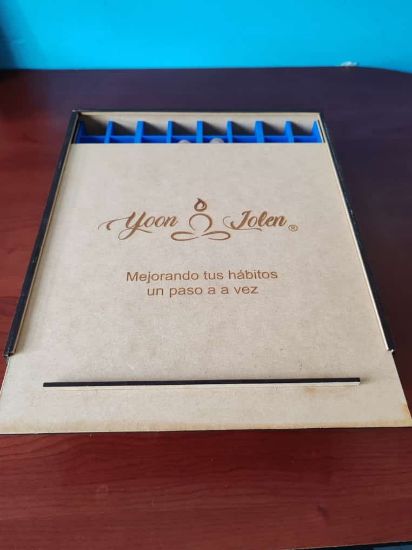 Yoon Jolen ®
Mejorando tus hábitos
un paso a a vez